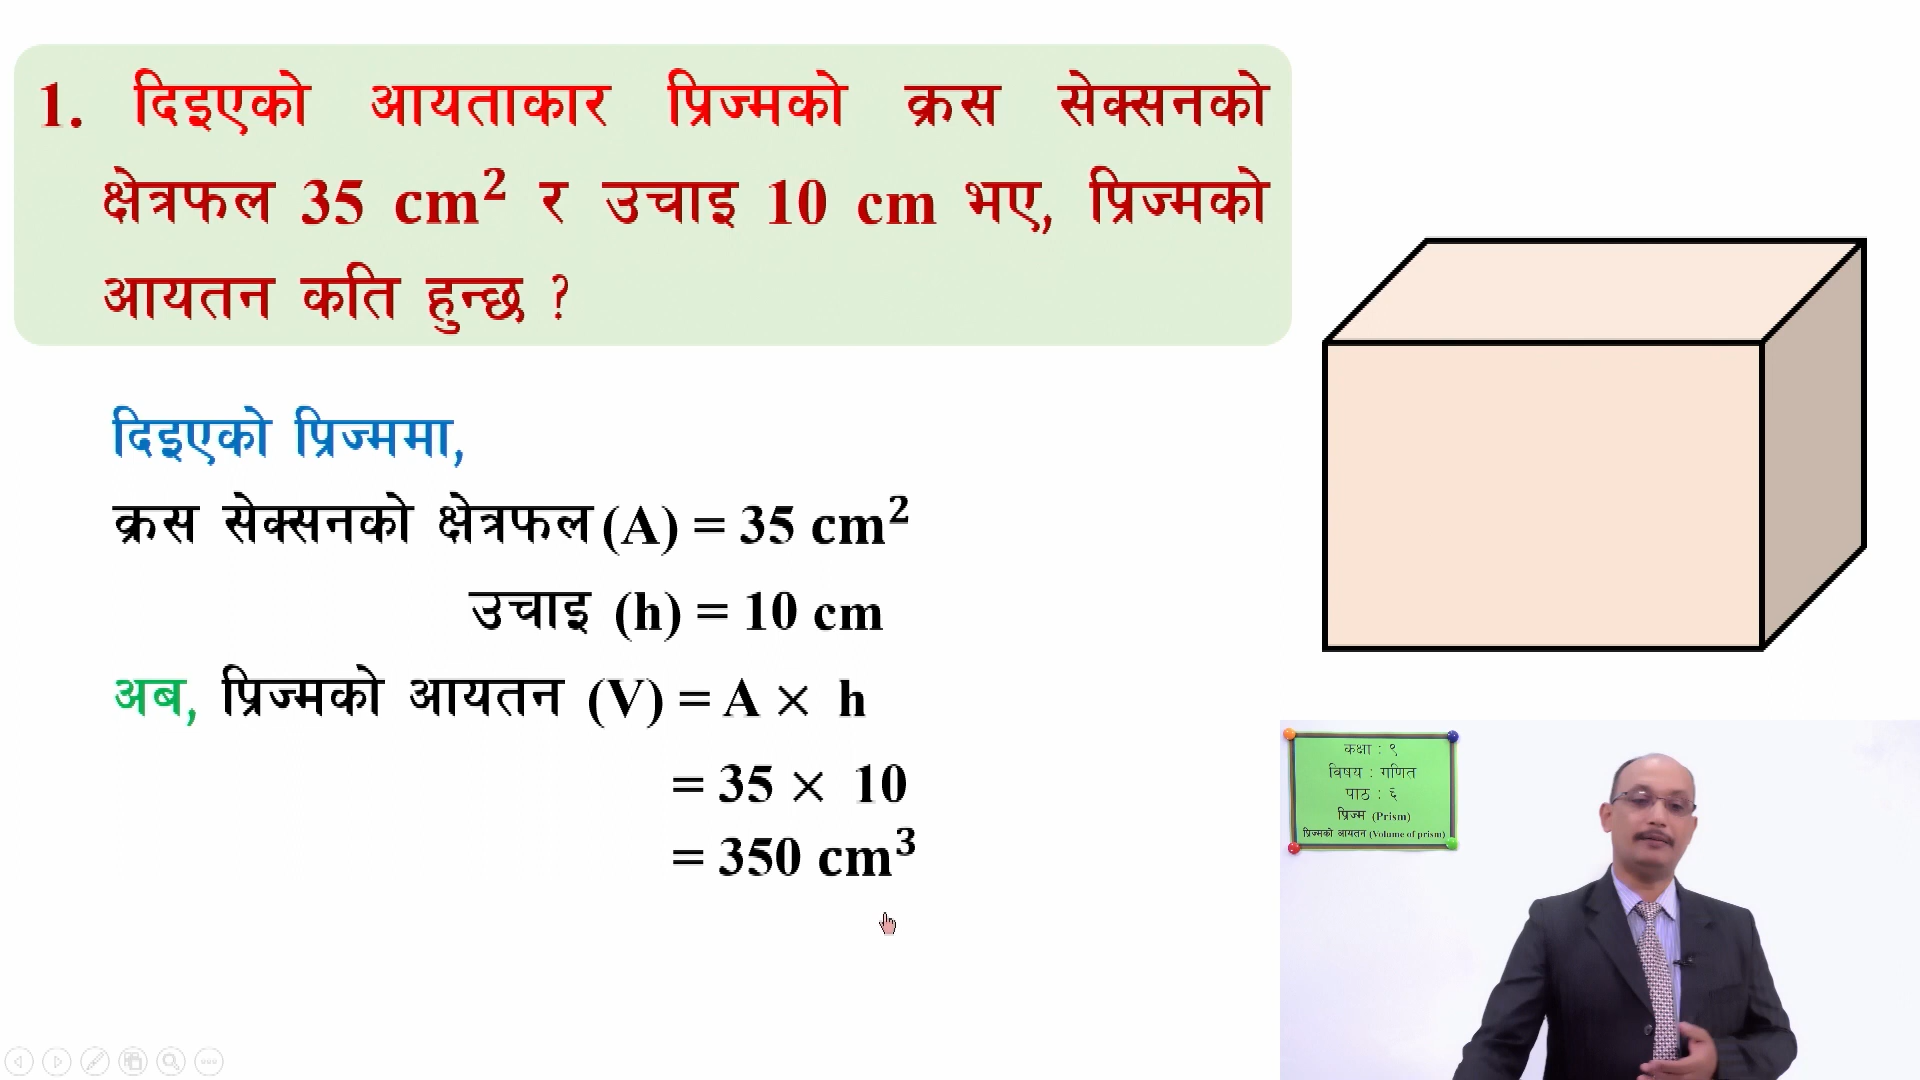 1. दिइएको आयताकार प्रिज्मको क्रस सेक्सनको
क्षेत्रफल 35 cm² र उचाइ 10 cm भए, प्रिज्मको
आयतन कति हुन्छ ?
दिइएको प्रिज्ममा,
क्रस सेक्सनको क्षेत्रफल (A) = 35 cm²
उचाइ (h) = 10 cm
अब, प्रिज्मको आयतन (V) = A × h
= 35 × 10
= 350 cm³
कक्षा : ९
विषय : गणित
पाठ : ६
प्रिज्म (Prism)
प्रिज्मको आयतन (Volume of prism)